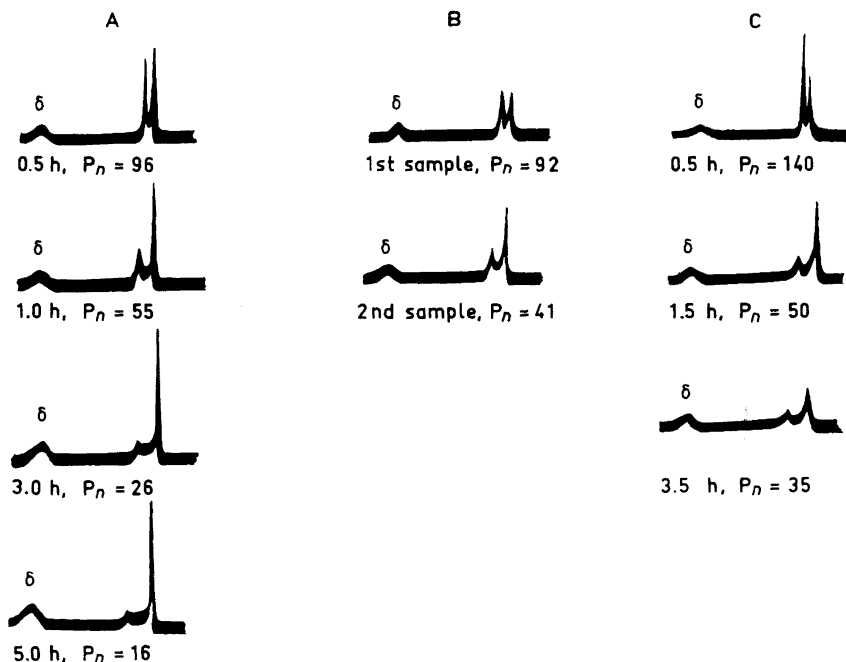 A
δ
0.5 h, Pn = 96
δ
1.0 h, Pn = 55
δ
3.0 h, Pn = 26
δ
5.0 h, Pn = 16
B
δ
1st sample, Pn = 92
δ
2nd sample, Pn = 41
C
δ
0.5 h, Pn = 140
δ
1.5 h, Pn = 50
δ
3.5 h, Pn = 35